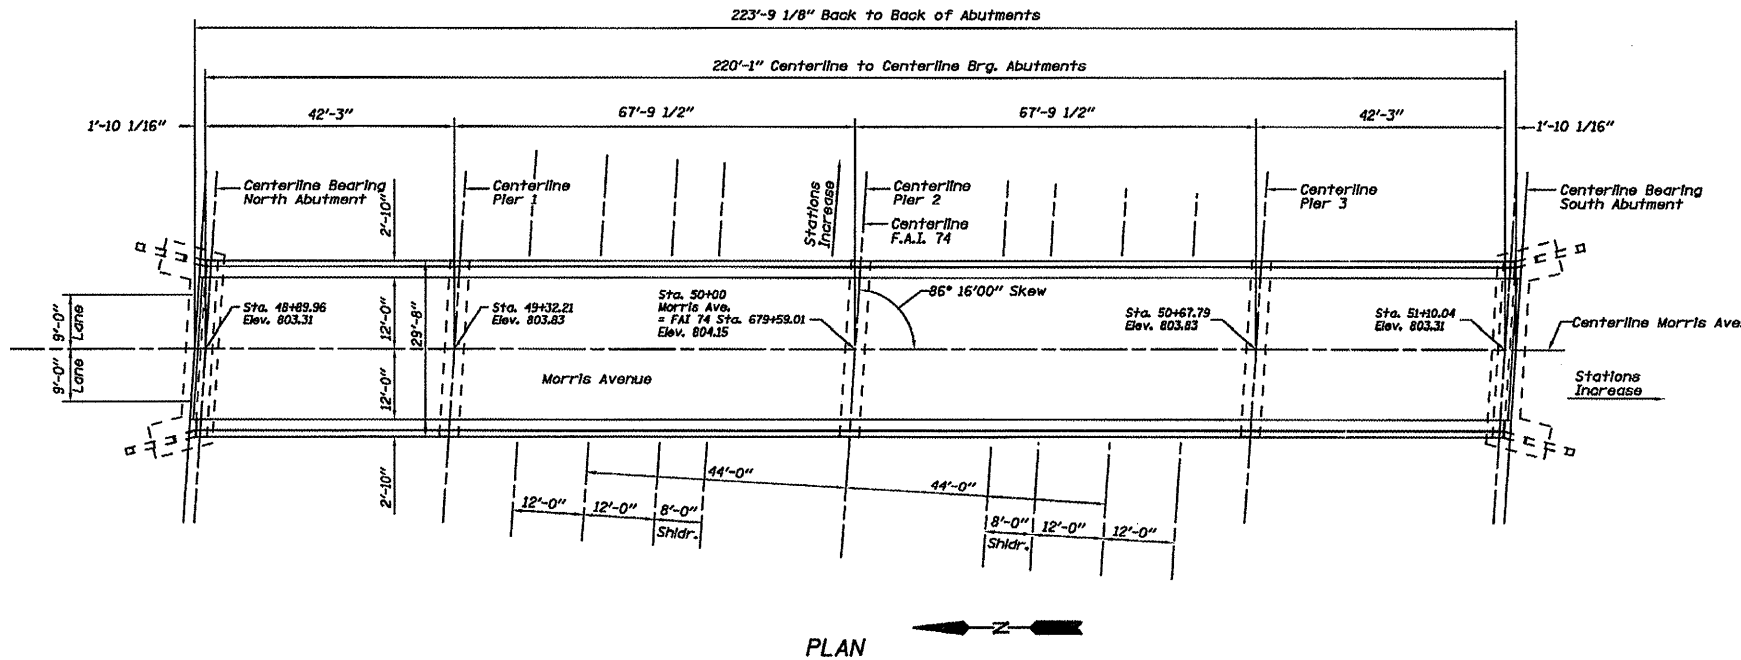 223'-9 1/8" Back to Back of Abutments
220'-1" Centerline to Centerline Brg. Abutments
1'-10 1/16"
42'-3"
67'-9 1/2"
67'-9 1/2"
42'-3"
1'-10 1/16"
Centerline Bearing
North Abutment
2'-10"
Centerline
Pier 1
Stations
Increase
Centerline
Pier 2
Centerline
F.A.I. 74
Centerline
Pier 3
Centerline Bearing
South Abutment
9'-0"
Lane
9'-0"
Lane
Sta. 48+89.96
Elev. 803.31
12'-0"
12'-0"
29'-8"
Sta. 49+32.21
Elev. 803.83
Sta. 50+00
Morris Ave.
= FAI 74 Sta. 679+59.01
Elev. 804.15
86° 16'00" Skew
Sta. 50+67.79
Elev. 803.83
Sta. 51+10.04
Elev. 803.31
Centerline Morris Ave.
Morris Avenue
Stations
Increase
2'-10"
44'-0"
44'-0"
12'-0"
12'-0"
8'-0"
Shldr.
8'-0"
Shldr.
12'-0"
12'-0"
N
PLAN